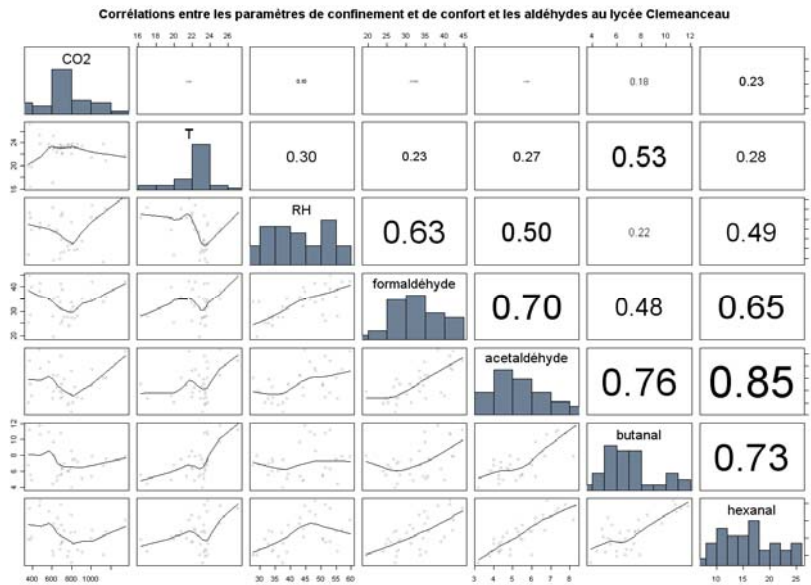 Corrélations entre les paramètres de confinement et de confort et les aldéhydes au lycée Clemeanceau
16 18 20 22 24 26
20 25 30 35 40 45
4 6 8 10 12
CO2
0.18
0.23
T
0.30
0.23
0.27
0.53
0.28
16 20 24
RH
0.63
0.50
0.22
0.49
formaldéhyde
0.70
0.48
0.65
20 25 30 35 40
acetaldéhyde
0.76
0.85
butanal
0.73
4 6 8 10 12
hexanal
400 600 800 1000
30 35 40 45 50 55 60
3 4 5 6 7 8
10 15 20 25